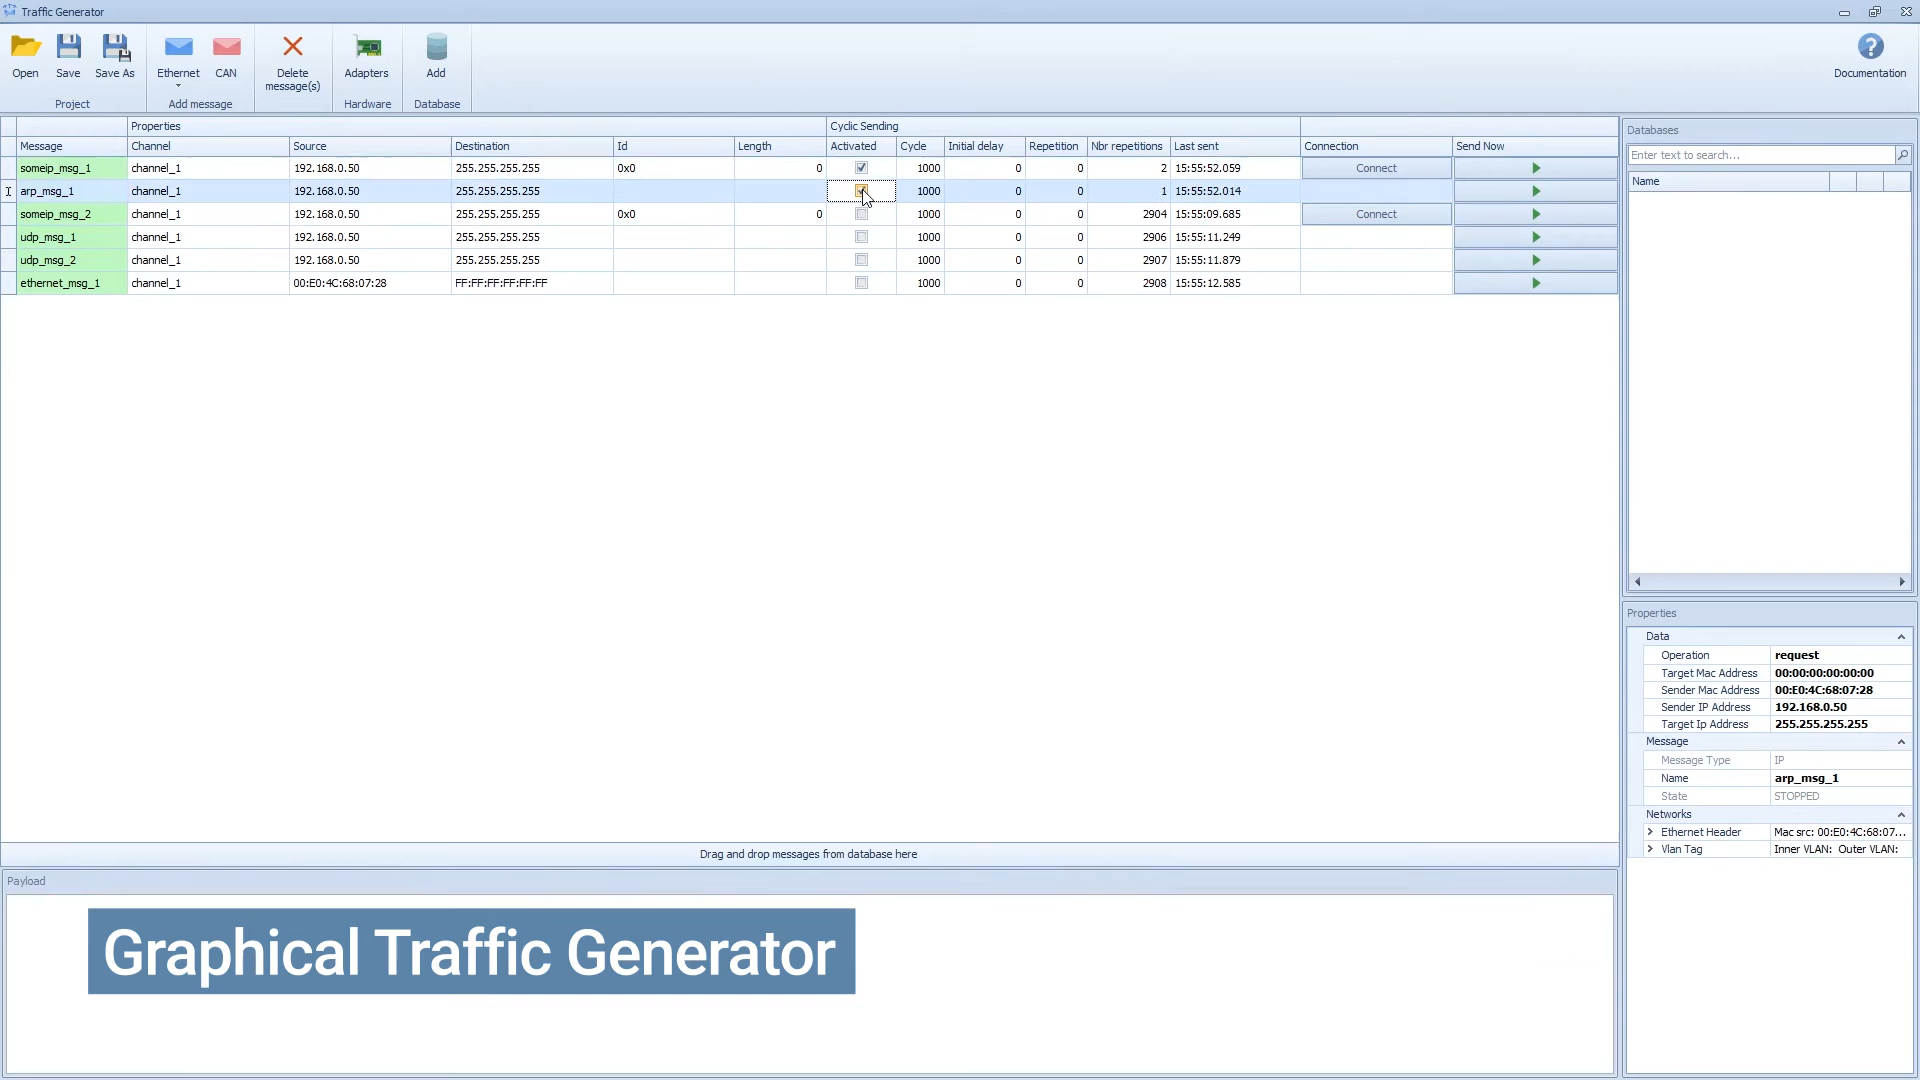 Traffic Generator
Open Save Save As Ethernet CAN Delete message(s) Adapters Add Documentation
Project Add message Hardware Database
Properties Cyclic Sending
Message Channel Source Destination Id Length Activated Cycle Initial delay Repetition Nbr repetitions Last sent Connection Send Now
someip_msg_1 channel_1 192.168.0.50 255.255.255.255 0x0 0 1000 0 0 2 15:55:52.059 Connect
arp_msg_1 channel_1 192.168.0.50 255.255.255.255 1000 0 0 1 15:55:52.014
someip_msg_2 channel_1 192.168.0.50 255.255.255.255 0x0 0 1000 0 0 2904 15:55:09.685 Connect
udp_msg_1 channel_1 192.168.0.50 255.255.255.255 1000 0 0 2906 15:55:11.249
udp_msg_2 channel_1 192.168.0.50 255.255.255.255 1000 0 0 2907 15:55:11.879
ethernet_msg_1 channel_1 00:E0:4C:68:07:28 FF:FF:FF:FF:FF:FF 1000 0 0 2908 15:55:12.585
Drag and drop messages from database here
Payload
Graphical Traffic Generator
Databases
Enter text to search...
Name
Properties
Data
Operation request
Target Mac Address 00:00:00:00:00:00
Sender Mac Address 00:E0:4C:68:07:28
Sender IP Address 192.168.0.50
Target Ip Address 255.255.255.255
Message
Message Type IP
Name arp_msg_1
State STOPPED
Networks
Ethernet Header Mac src: 00:E0:4C:68:07...
Vlan Tag Inner VLAN: Outer VLAN: